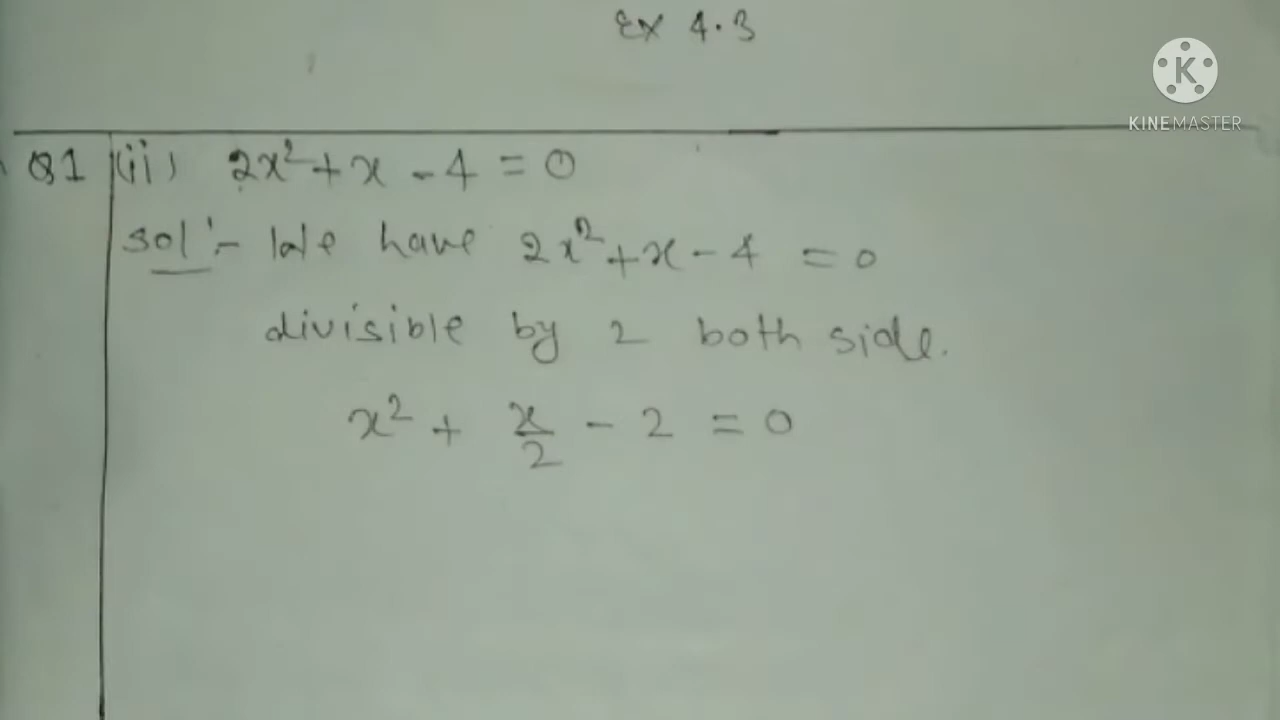 Ex 4.3
K
KINEMASTER
Q1 (ii) 2x² + x - 4 = 0
Sol':- We have 2x² + x - 4 = 0
divisible by 2 both side.
x² + x/2 - 2 = 0